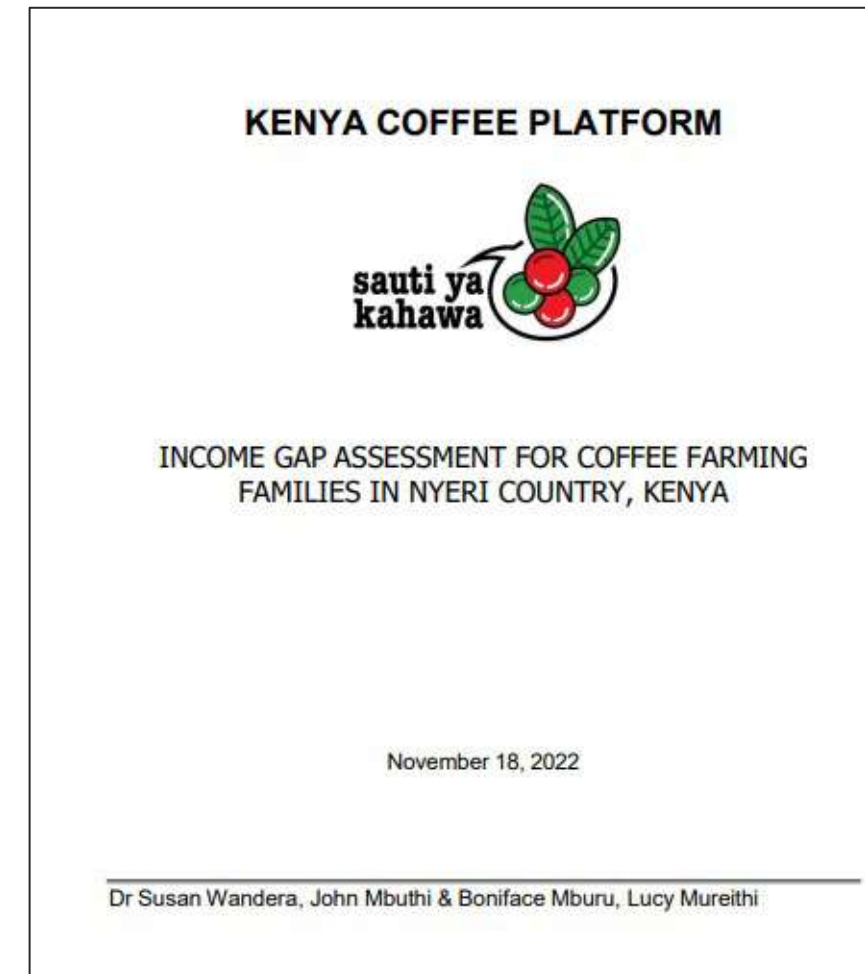 KENYA COFFEE PLATFORM
sauti ya
kahawa
INCOME GAP ASSESSMENT FOR COFFEE FARMING
FAMILIES IN NYERI COUNTRY, KENYA
November 18, 2022
Dr Susan Wandera, John Mbuthi & Boniface Mburu, Lucy Mureithi